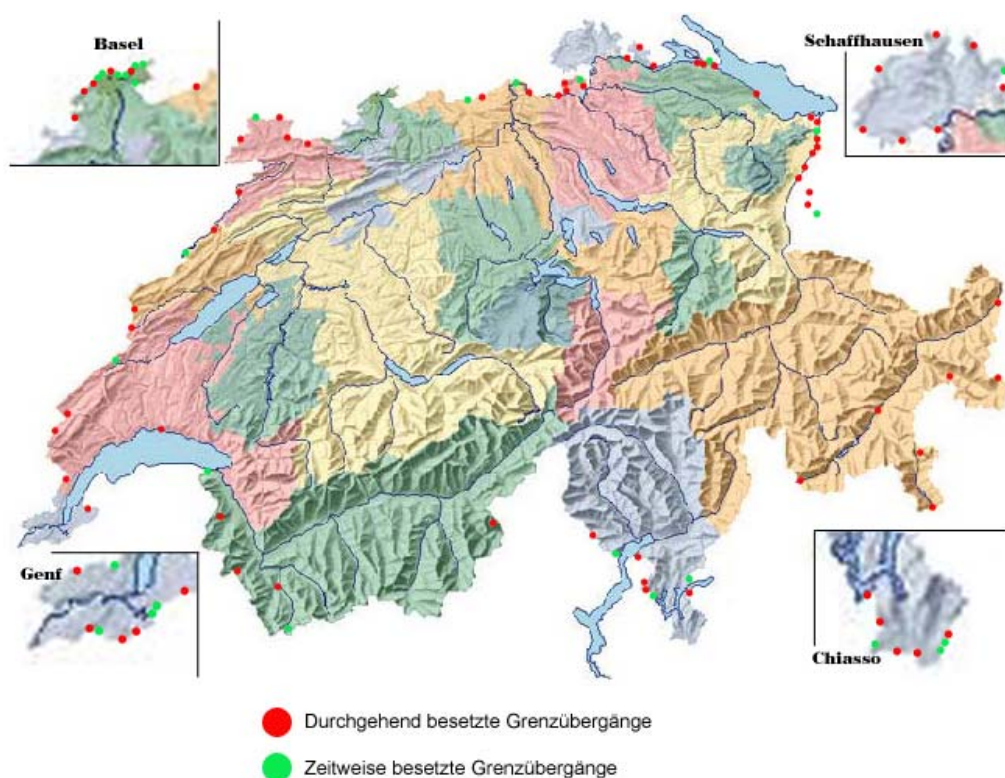 Basel
Schaffhausen
Genf
Chiasso
Durchgehend besetzte Grenzübergänge
Zeitweise besetzte Grenzübergänge